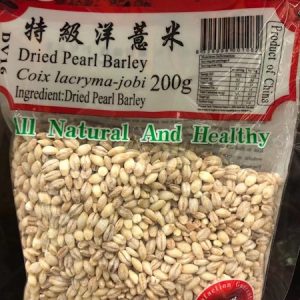 DV16
特級洋薏米
Dried Pearl Barley
Coix lacryma-jobi 200g
Ingredient:Dried Pearl Barley
Product of China
All Natural And Healthy